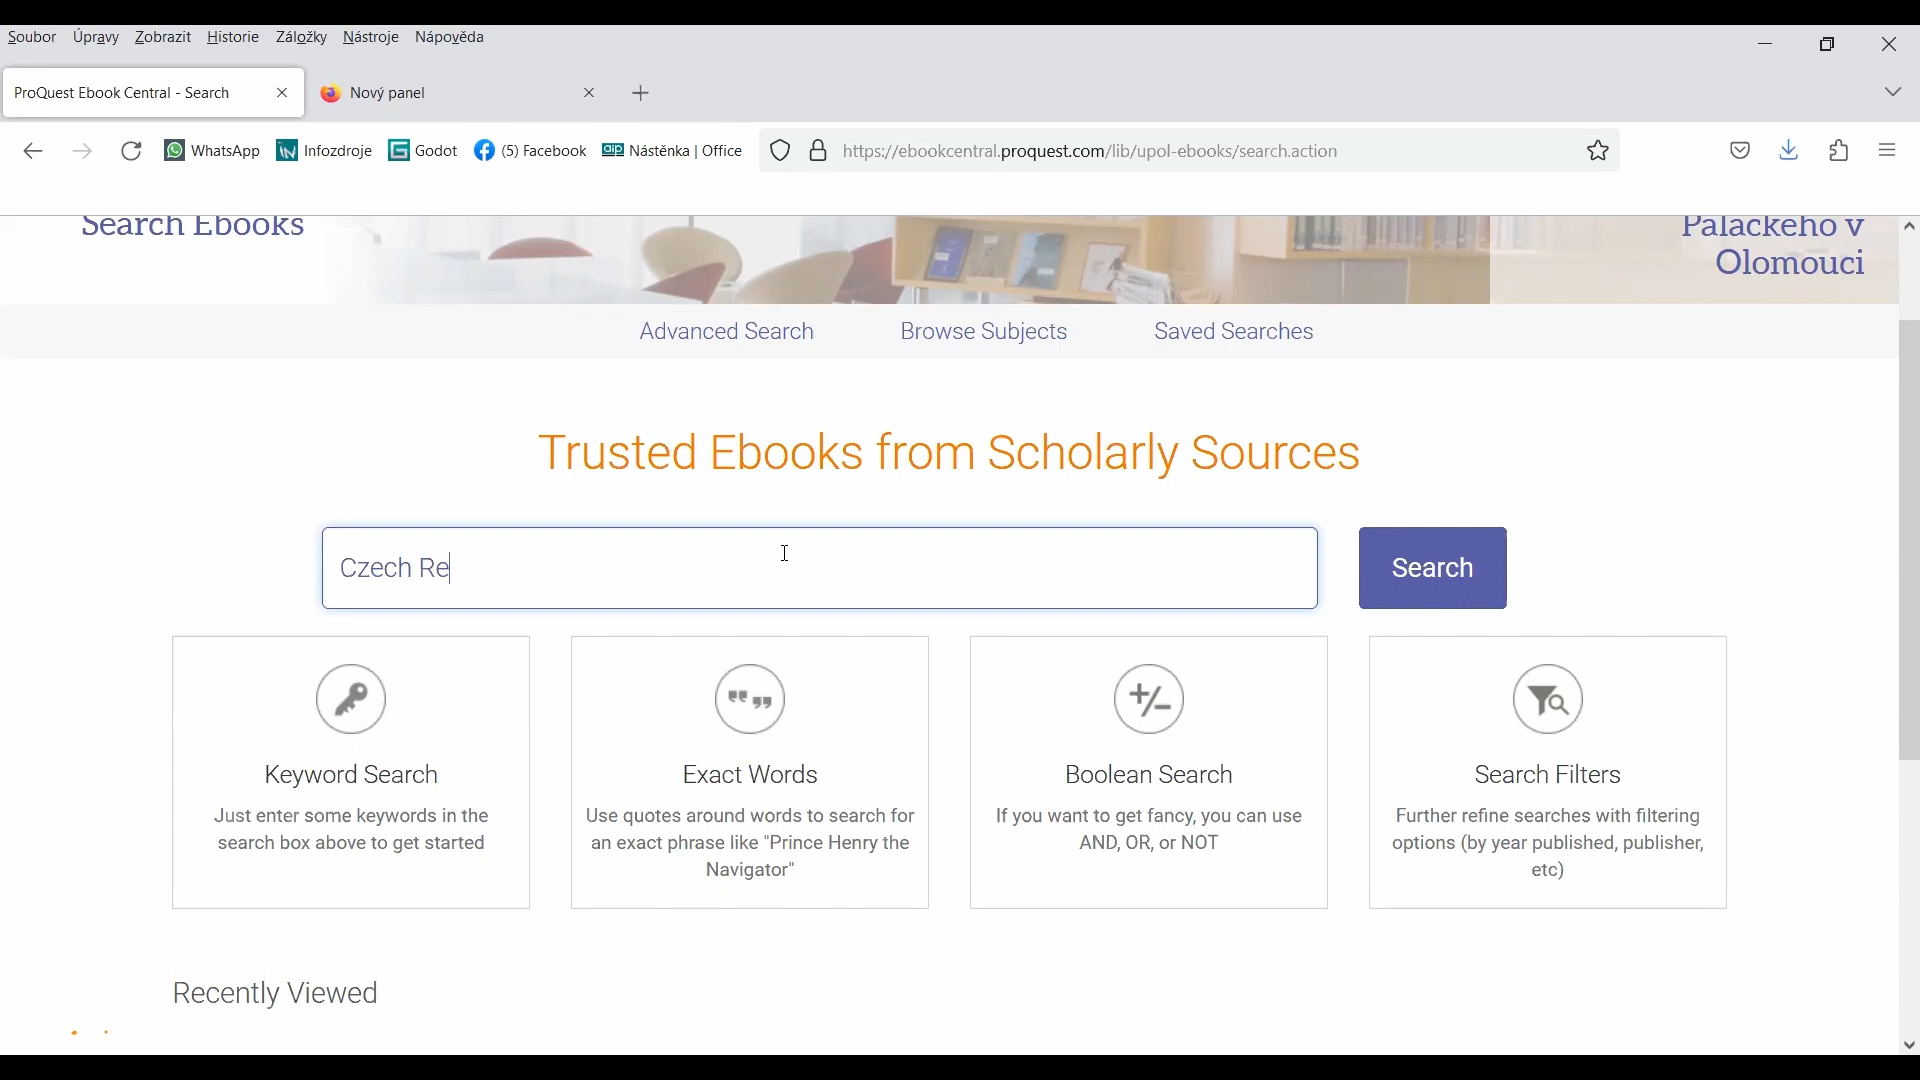 Soubor Úpravy Zobrazit Historie Záložky Nástroje Nápověda
ProQuest Ebook Central - Search
Nový panel
WhatsApp Infozdroje Godot (5) Facebook Nástěnka | Office https://ebookcentral.proquest.com/lib/upol-ebooks/search.action
Search Ebooks
Palackého v
Olomouci
Advanced Search Browse Subjects Saved Searches
Trusted Ebooks from Scholarly Sources
Czech Re
Search
Keyword Search
Just enter some keywords in the
search box above to get started
Exact Words
Use quotes around words to search for
an exact phrase like "Prince Henry the
Navigator"
Boolean Search
If you want to get fancy, you can use
AND, OR, or NOT
Search Filters
Further refine searches with filtering
options (by year published, publisher,
etc)
Recently Viewed